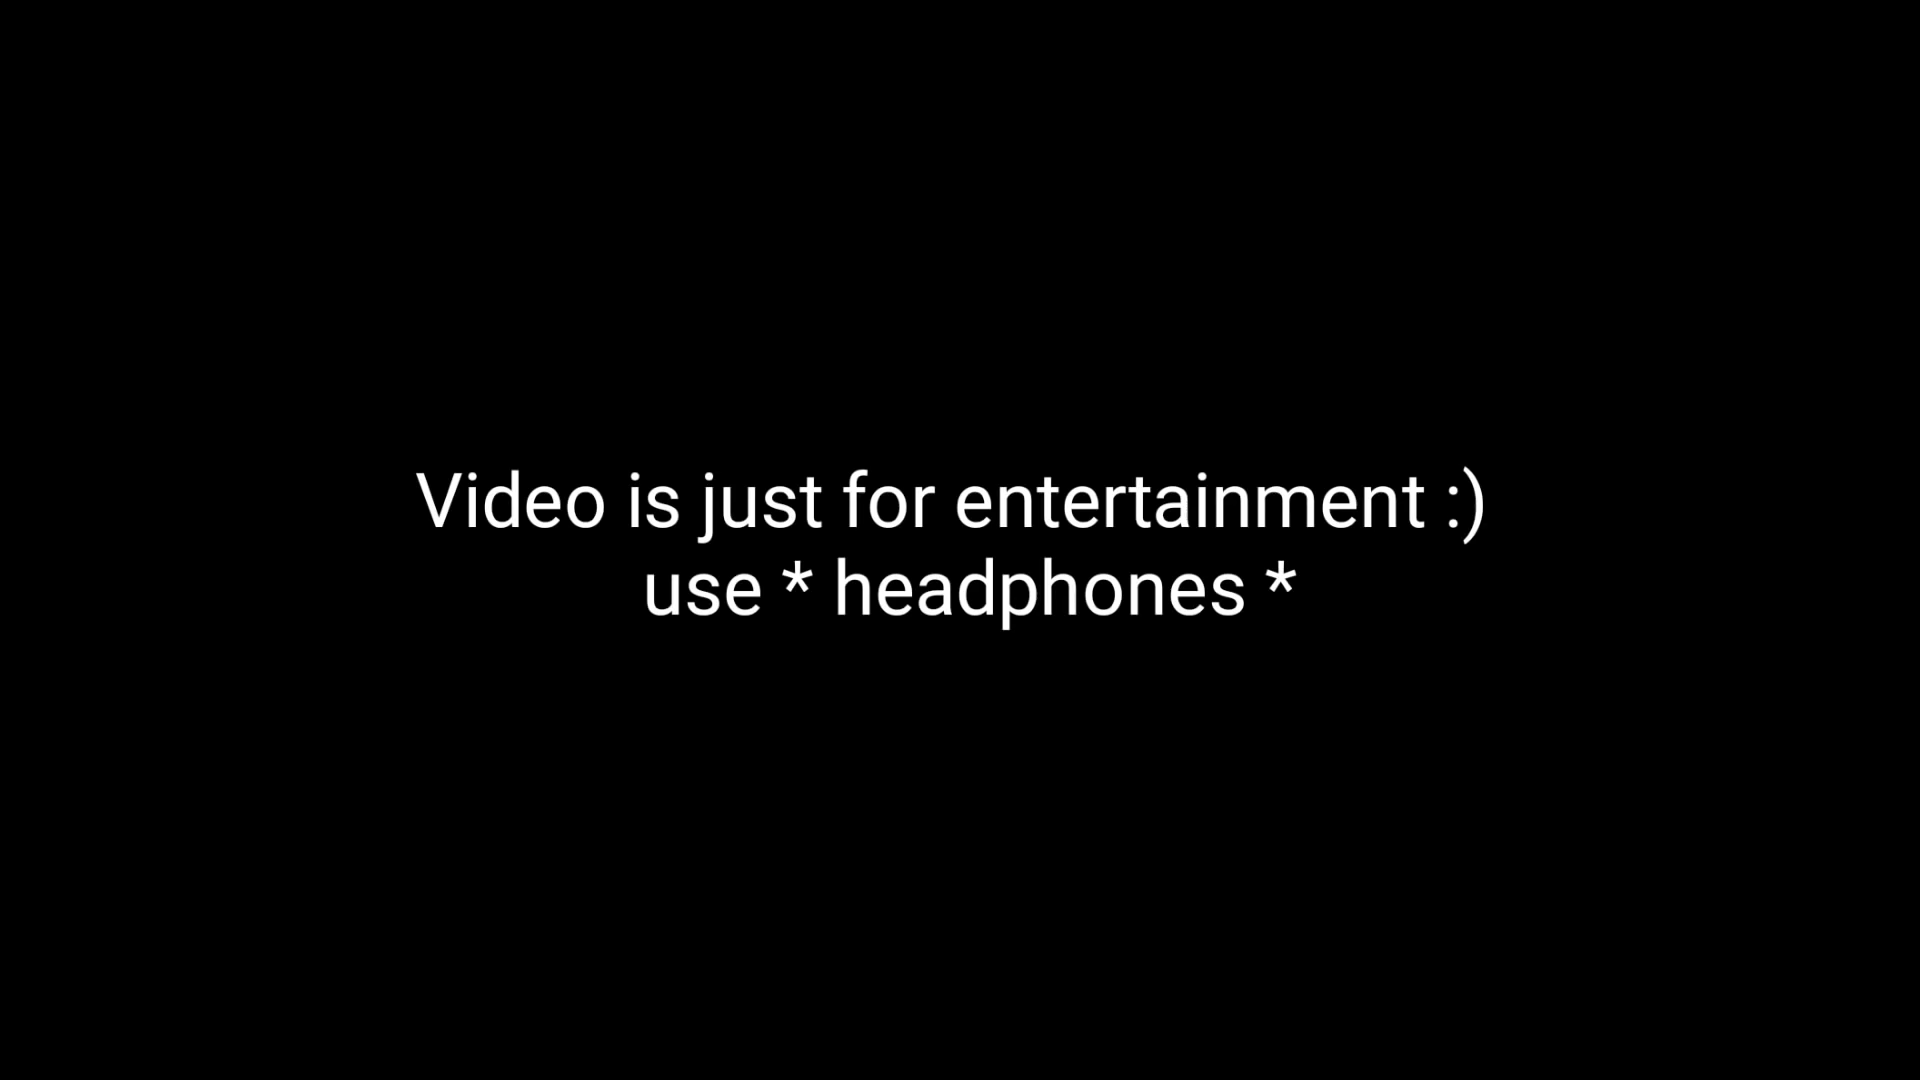 Video is just for entertainment :)
use * headphones *